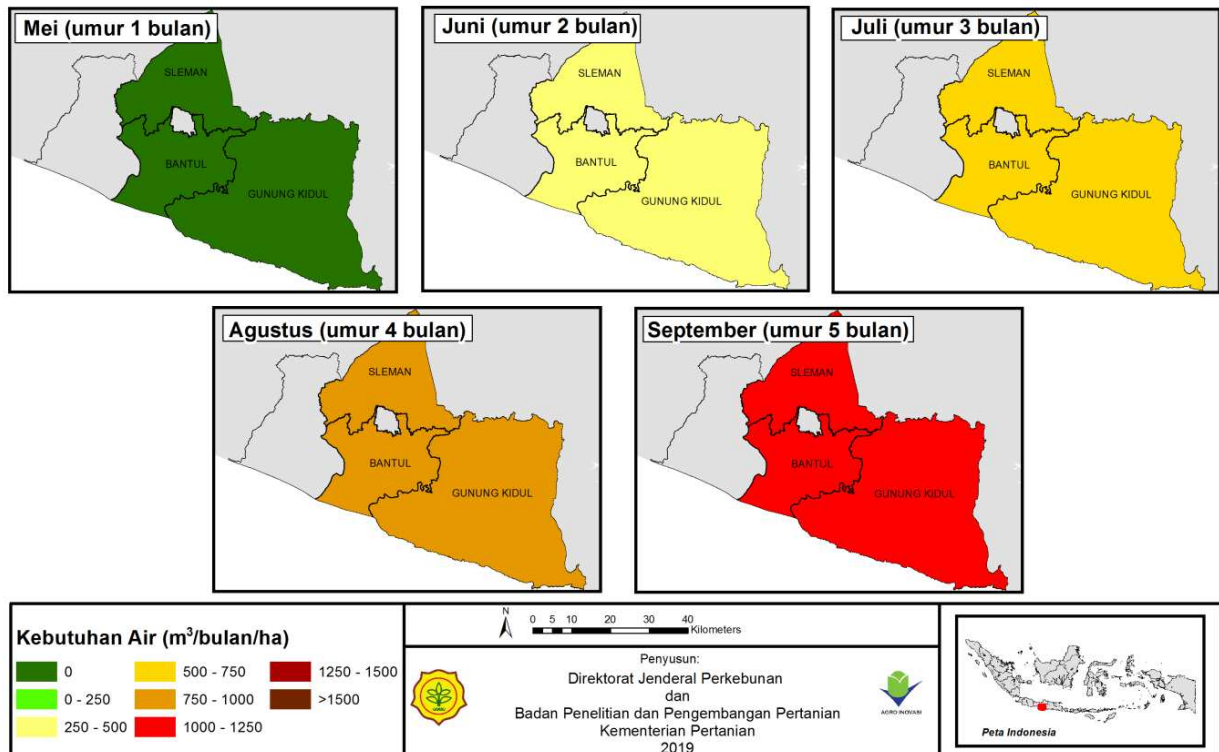 Mei (umur 1 bulan)
SLEMAN
BANTUL
GUNUNG KIDUL
Juni (umur 2 bulan)
SLEMAN
BANTUL
GUNUNG KIDUL
Juli (umur 3 bulan)
SLEMAN
BANTUL
GUNUNG KIDUL
Agustus (umur 4 bulan)
SLEMAN
BANTUL
GUNUNG KIDUL
September (umur 5 bulan)
SLEMAN
BANTUL
GUNUNG KIDUL
Kebutuhan Air (m³/bulan/ha)
0
0 - 250
250 - 500
500 - 750
750 - 1000
1000 - 1250
1250 - 1500
>1500
N
0 5 10 20 30 40
Kilometers
Penyusun:
Direktorat Jenderal Perkebunan
dan
Badan Penelitian dan Pengembangan Pertanian
Kementerian Pertanian
2019
AGRO INOVASI
Peta Indonesia